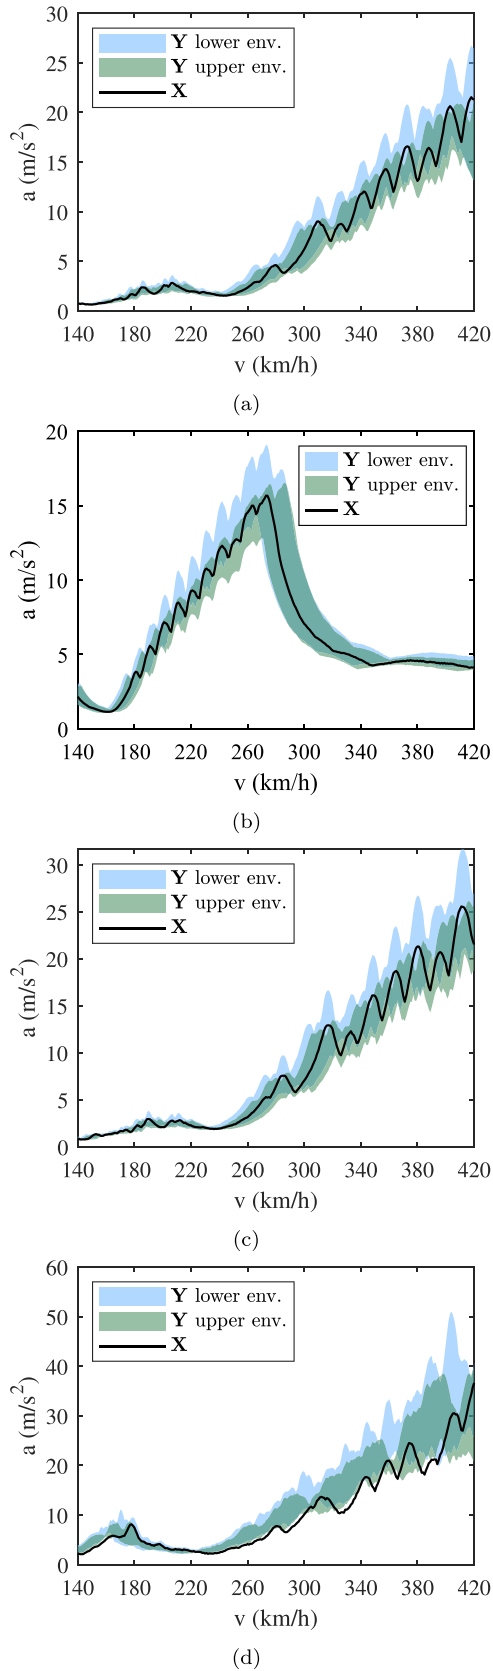 30
25
20
15
10
5
0
a (m/s²)
Y lower env.
Y upper env.
X
140 180 220 260 300 340 380 420
v (km/h)
(a)
20
15
10
5
0
a (m/s²)
Y lower env.
Y upper env.
X
140 180 220 260 300 340 380 420
v (km/h)
(b)
30
25
20
15
10
5
0
a (m/s²)
Y lower env.
Y upper env.
X
140 180 220 260 300 340 380 420
v (km/h)
(c)
60
50
40
30
20
10
0
a (m/s²)
Y lower env.
Y upper env.
X
140 180 220 260 300 340 380 420
v (km/h)
(d)